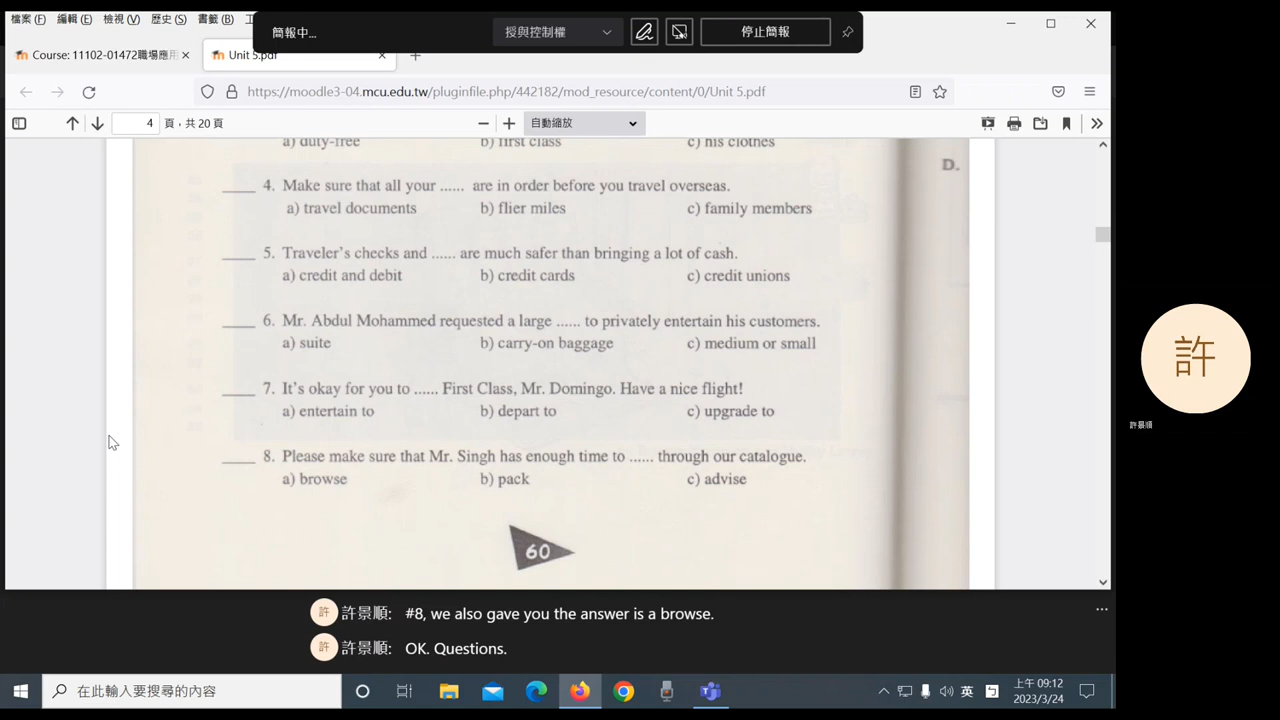 檔案 (F) 編輯 (E) 檢視 (V) 歷史 (S) 書籤 (B)
簡報中...
授與控制權
停止簡報
Course: 11102-01472職場應用
Unit 5.pdf
https://moodle3-04.mcu.edu.tw/pluginfile.php/442182/mod_resource/content/0/Unit 5.pdf
4 頁，共 20 頁
自動縮放
a) duty-free b) first class c) his clothes
D.
____ 4. Make sure that all your ...... are in order before you travel overseas.
a) travel documents b) flier miles c) family members
____ 5. Traveler's checks and ...... are much safer than bringing a lot of cash.
a) credit and debit b) credit cards c) credit unions
____ 6. Mr. Abdul Mohammed requested a large ...... to privately entertain his customers.
a) suite b) carry-on baggage c) medium or small
____ 7. It's okay for you to ...... First Class, Mr. Domingo. Have a nice flight!
a) entertain to b) depart to c) upgrade to
____ 8. Please make sure that Mr. Singh has enough time to ...... through our catalogue.
a) browse b) pack c) advise
60
許
許景順
許 許景順: #8, we also gave you the answer is a browse.
許 許景順: OK. Questions.
在此輸入要搜尋的內容
英
上午 09:12
2023/3/24